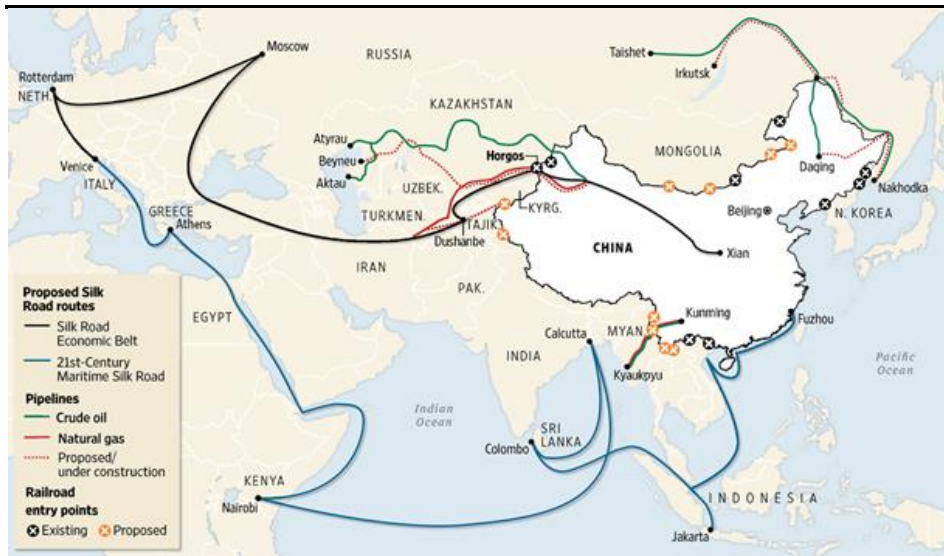 Moscow
RUSSIA
Taishet
Irkutsk
Rotterdam
NETH.
KAZAKHSTAN
Atyrau
Beyneu
Aktau
Horgos
MONGOLIA
Daqing
Venice
ITALY
UZBEK.
Nakhodka
GREECE
Athens
TURKMEN.
KYRG.
TAJIK.
Dushanbe
Beijing
N. KOREA
CHINA
Xian
IRAN
PAK.
EGYPT
Calcutta
MYAN.
Kunming
Fuzhou
INDIA
Kyaukpyu
Pacific
Ocean
Indian
Ocean
SRI
LANKA
Colombo
KENYA
Nairobi
INDONESIA
Jakarta
Proposed Silk
Road routes
Silk Road
Economic Belt
21st-Century
Maritime Silk Road
Pipelines
Crude oil
Natural gas
Proposed/
under construction
Railroad
entry points
Existing Proposed